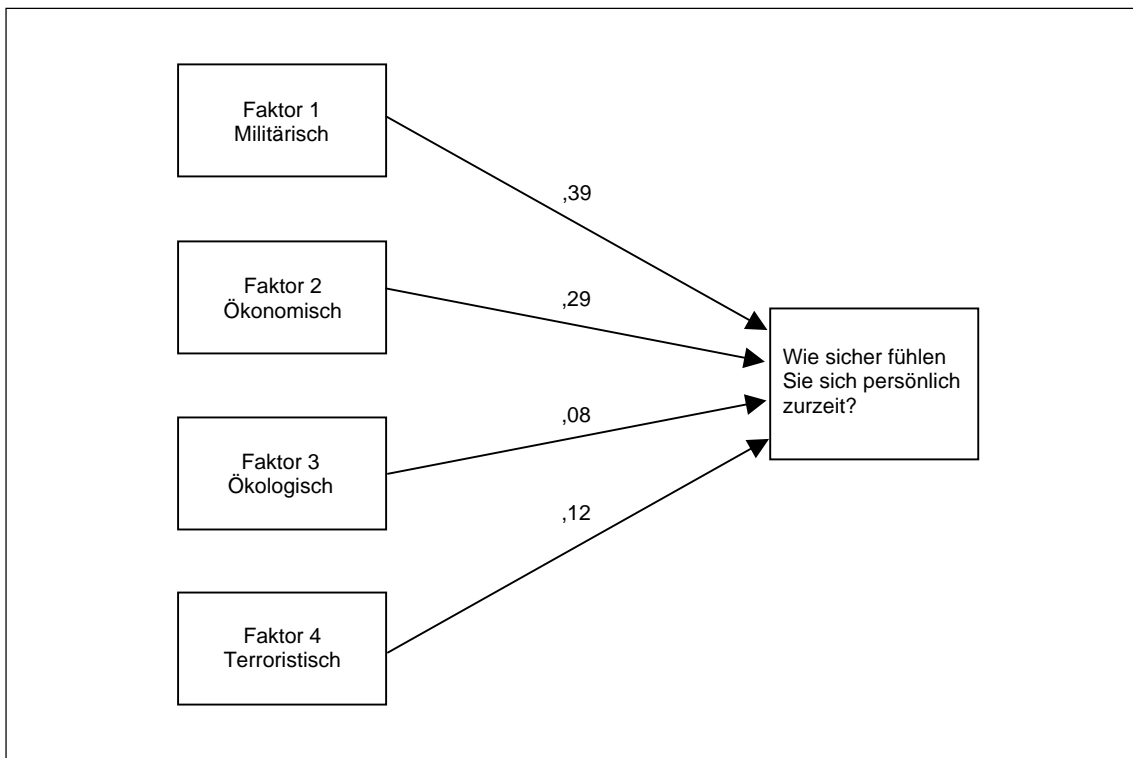 Faktor 1
Militärisch
,39
Faktor 2
Ökonomisch
,29
Wie sicher fühlen
Sie sich persönlich
zurzeit?
,08
Faktor 3
Ökologisch
,12
Faktor 4
Terroristisch